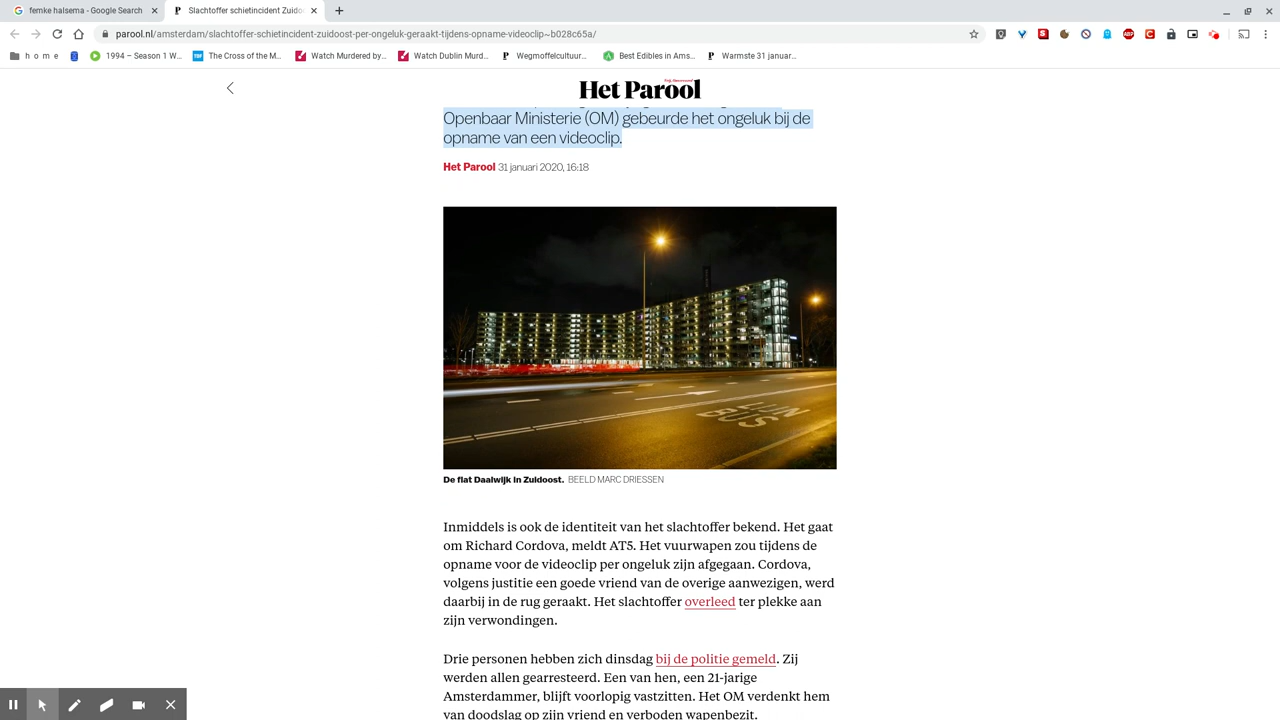 femke halsema - Google Search
Slachtoffer schietincident Zuido
parool.nl/amsterdam/slachtoffer-schietincident-zuidoost-per-ongeluk-geraakt-tijdens-opname-videoclip~b028c65a/
h o m e
1994 – Season 1 W...
The Cross of the M...
Watch Murdered by...
Watch Dublin Murd...
Wegmoffelcultuur...
Best Edibles in Ams...
Warmste 31 januar...
Het Parool
Openbaar Ministerie (OM) gebeurde het ongeluk bij de
opname van een videoclip.
Het Parool 31 januari 2020, 16:18
LIJN
BUS
De flat Daalwijk in Zuidoost. BEELD MARC DRIESSEN
Inmiddels is ook de identiteit van het slachtoffer bekend. Het gaat
om Richard Cordova, meldt AT5. Het vuurwapen zou tijdens de
opname voor de videoclip per ongeluk zijn afgegaan. Cordova,
volgens justitie een goede vriend van de overige aanwezigen, werd
daarbij in de rug geraakt. Het slachtoffer overleed ter plekke aan
zijn verwondingen.
Drie personen hebben zich dinsdag bij de politie gemeld. Zij
werden allen gearresteerd. Een van hen, een 21-jarige
Amsterdammer, blijft voorlopig vastzitten. Het OM verdenkt hem
van doodslag op zijn vriend en verboden wapenbezit.